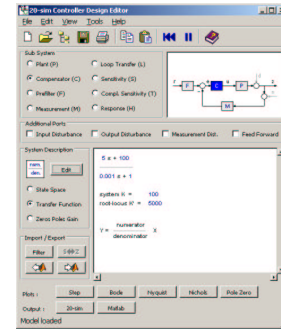 20-sim Controller Design Editor
File Edit View Tools Help
Sub System
Plant (P)
Loop Transfer (L)
Compensator (C)
Sensitivity (S)
Prefilter (F)
Compl. Sensitivity (T)
Measurement (M)
Response (H)
F C P
M
Additional Ports
Input Disturbance Output Disturbance Measurement Dist. Feed Forward
System Description
num.
den.
Edit
State Space
Transfer Function
Zeros Poles Gain
5 s + 100
0.001 s + 1
system K = 100
root-locus K' = 5000
numerator
Y = X
denominator
Import / Export
Filter
Plots : Step Bode Nyquist Nichols Pole Zero
Output : 20-sim Matlab
Model loaded